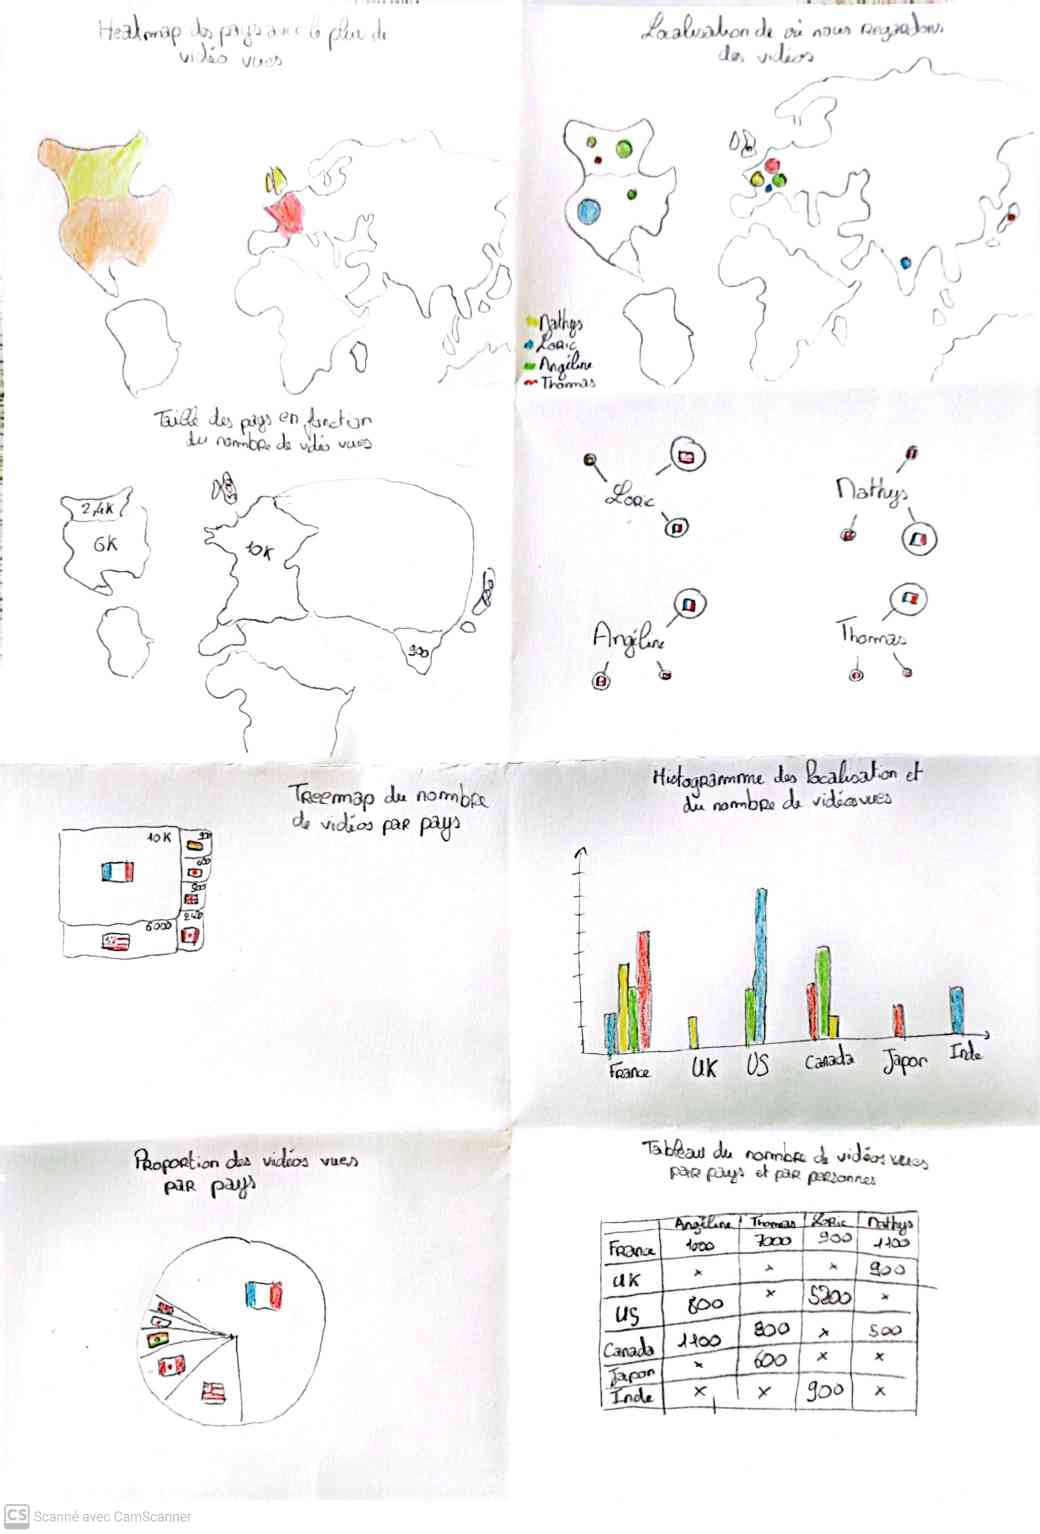 Heatmap des pays avec le plus de
vidéo vues
Localisation de où nous regardons
des vidéos
Nathys
Loric
Angéline
Thomas
Taille des pays en fonction
du nombre de vidéo vues
2,4K
6K
10K
900
Loric
Nathys
Angéline
Thomas
Treemap du nombre
de vidéos par pays
10K
600
6000
2400
Histogramme des localisation et
du nombre de vidéos vues
France
UK
US
Canada
Japon
Inde
Proportion des vidéos vues
par pays
Tableau du nombre de vidéos vues
par pays et par personnes
Angéline Thomas Loric Nathys
France 1000 7000 900 1100
UK x x x 900
US 800 x 5200 x
Canada 1100 800 x 500
Japon x 600 x x
Inde x x 900 x
CS Scanné avec CamScanner